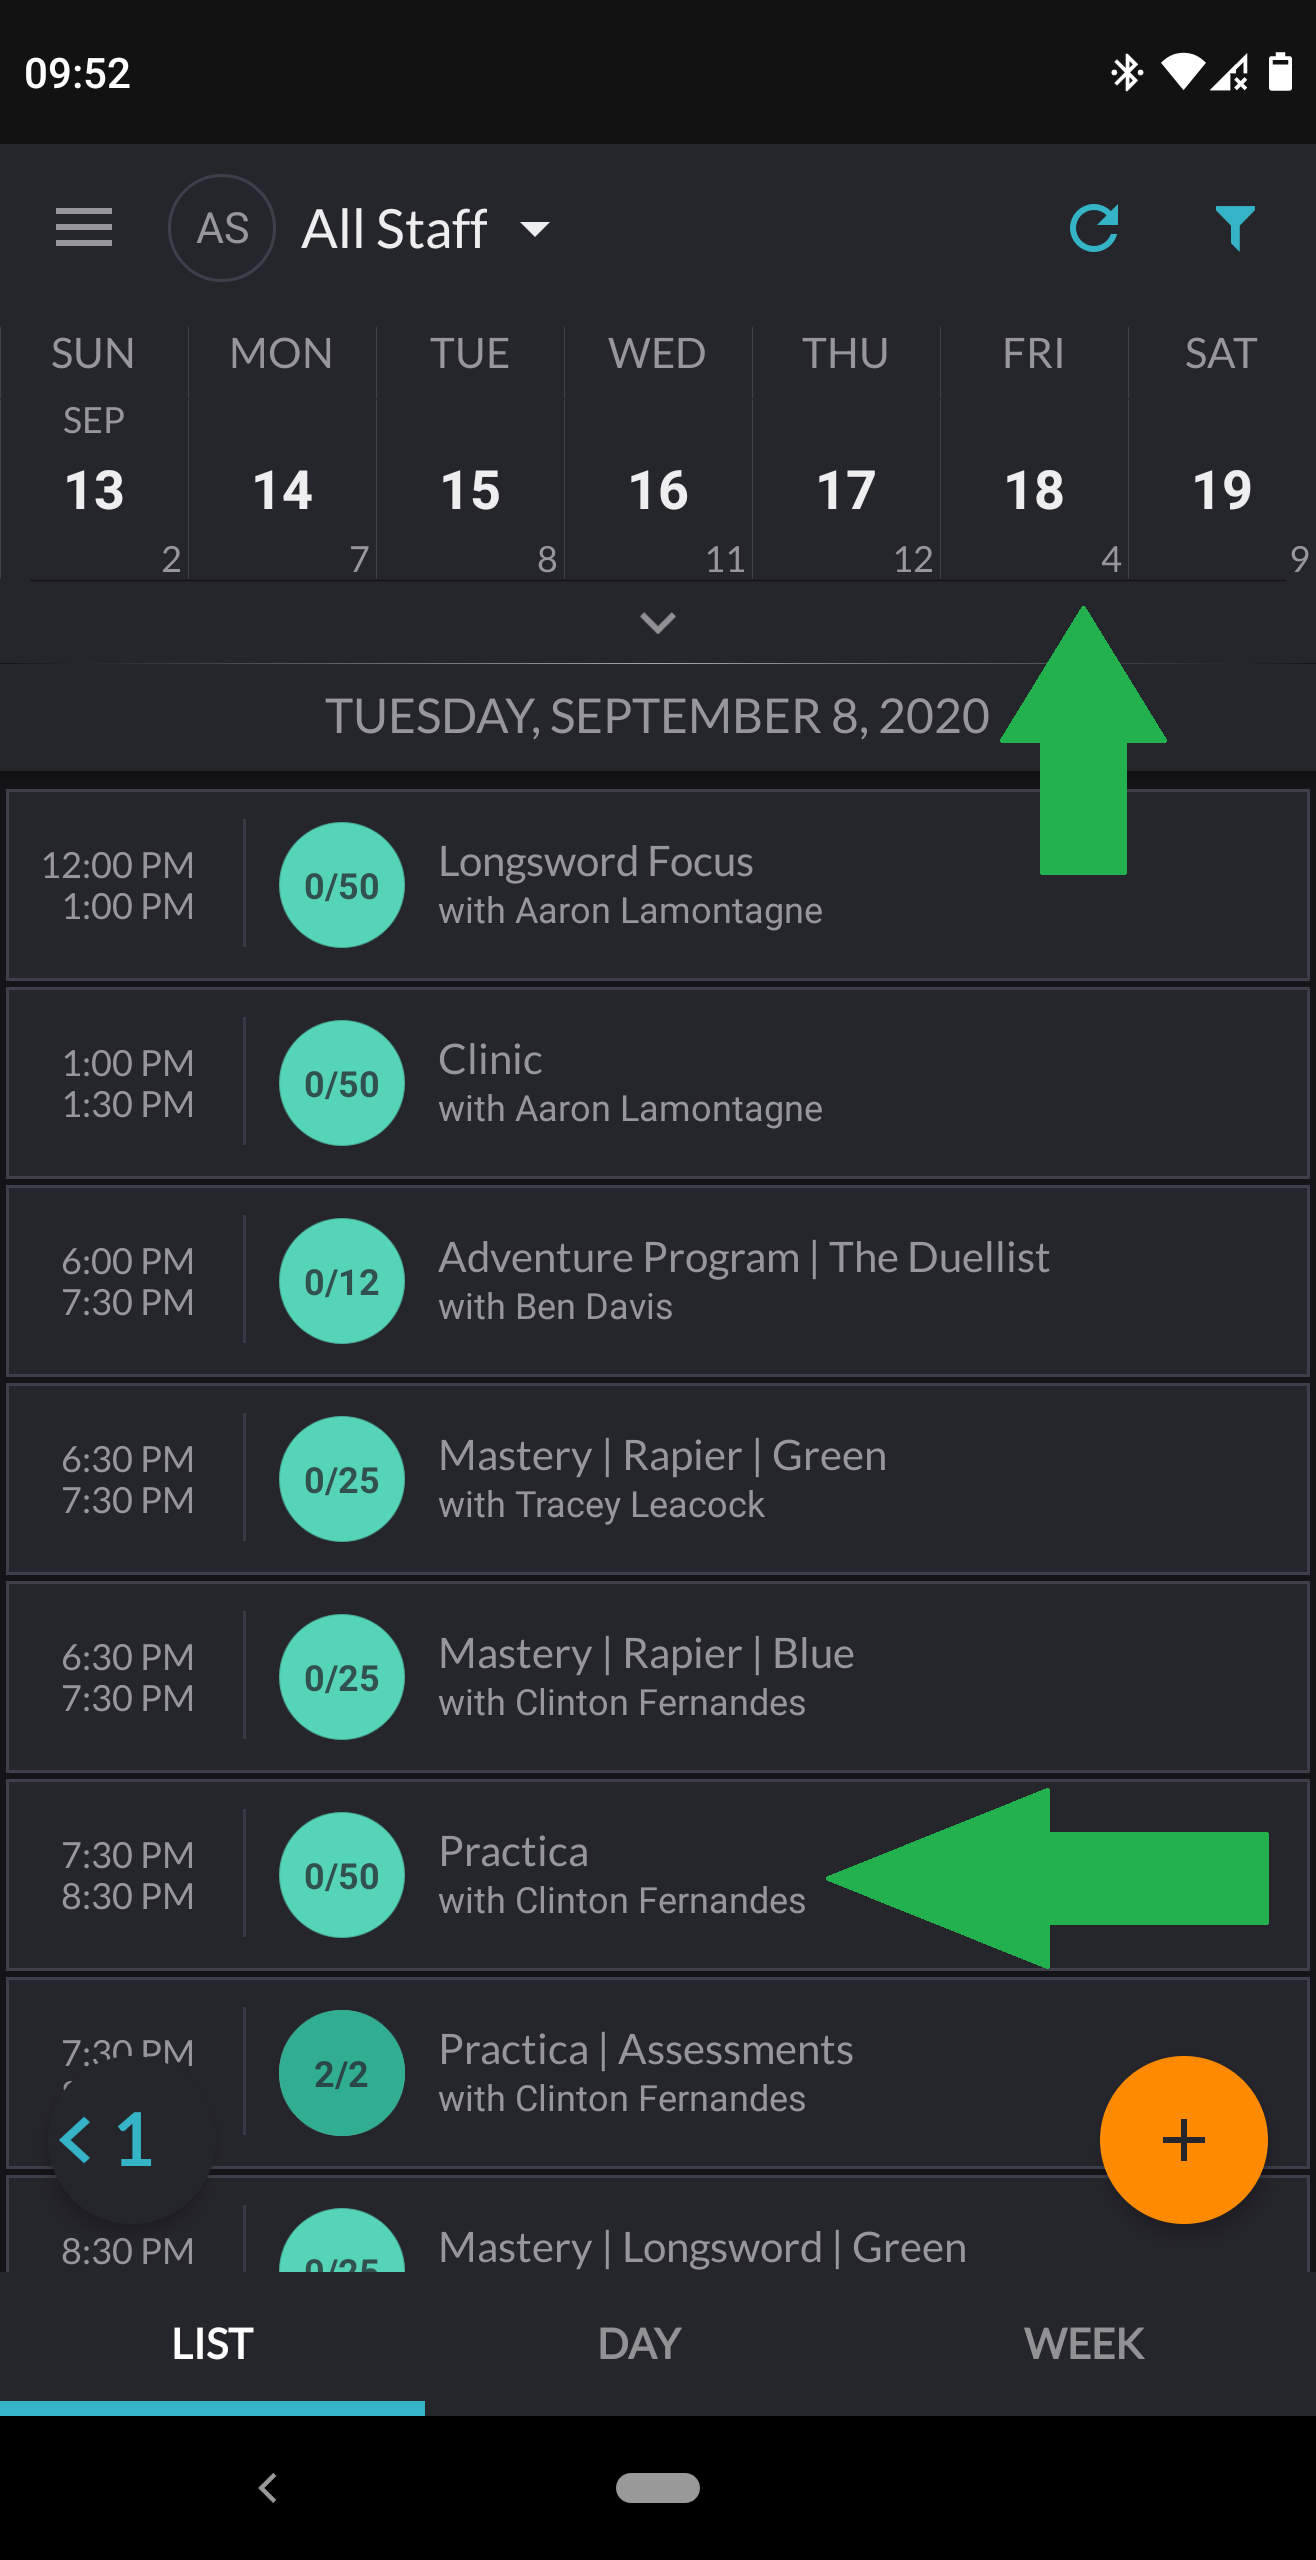 09:52
AS All Staff
SUN MON TUE WED THU FRI SAT
SEP
13 14 15 16 17 18 19
2 7 8 11 12 4 9
TUESDAY, SEPTEMBER 8, 2020
12:00 PM
1:00 PM
0/50
Longsword Focus
with Aaron Lamontagne
1:00 PM
1:30 PM
0/50
Clinic
with Aaron Lamontagne
6:00 PM
7:30 PM
0/12
Adventure Program | The Duellist
with Ben Davis
6:30 PM
7:30 PM
0/25
Mastery | Rapier | Green
with Tracey Leacock
6:30 PM
7:30 PM
0/25
Mastery | Rapier | Blue
with Clinton Fernandes
7:30 PM
8:30 PM
0/50
Practica
with Clinton Fernandes
7:30 PM
2/2
Practica | Assessments
with Clinton Fernandes
1
8:30 PM
0/25
Mastery | Longsword | Green
LIST DAY WEEK